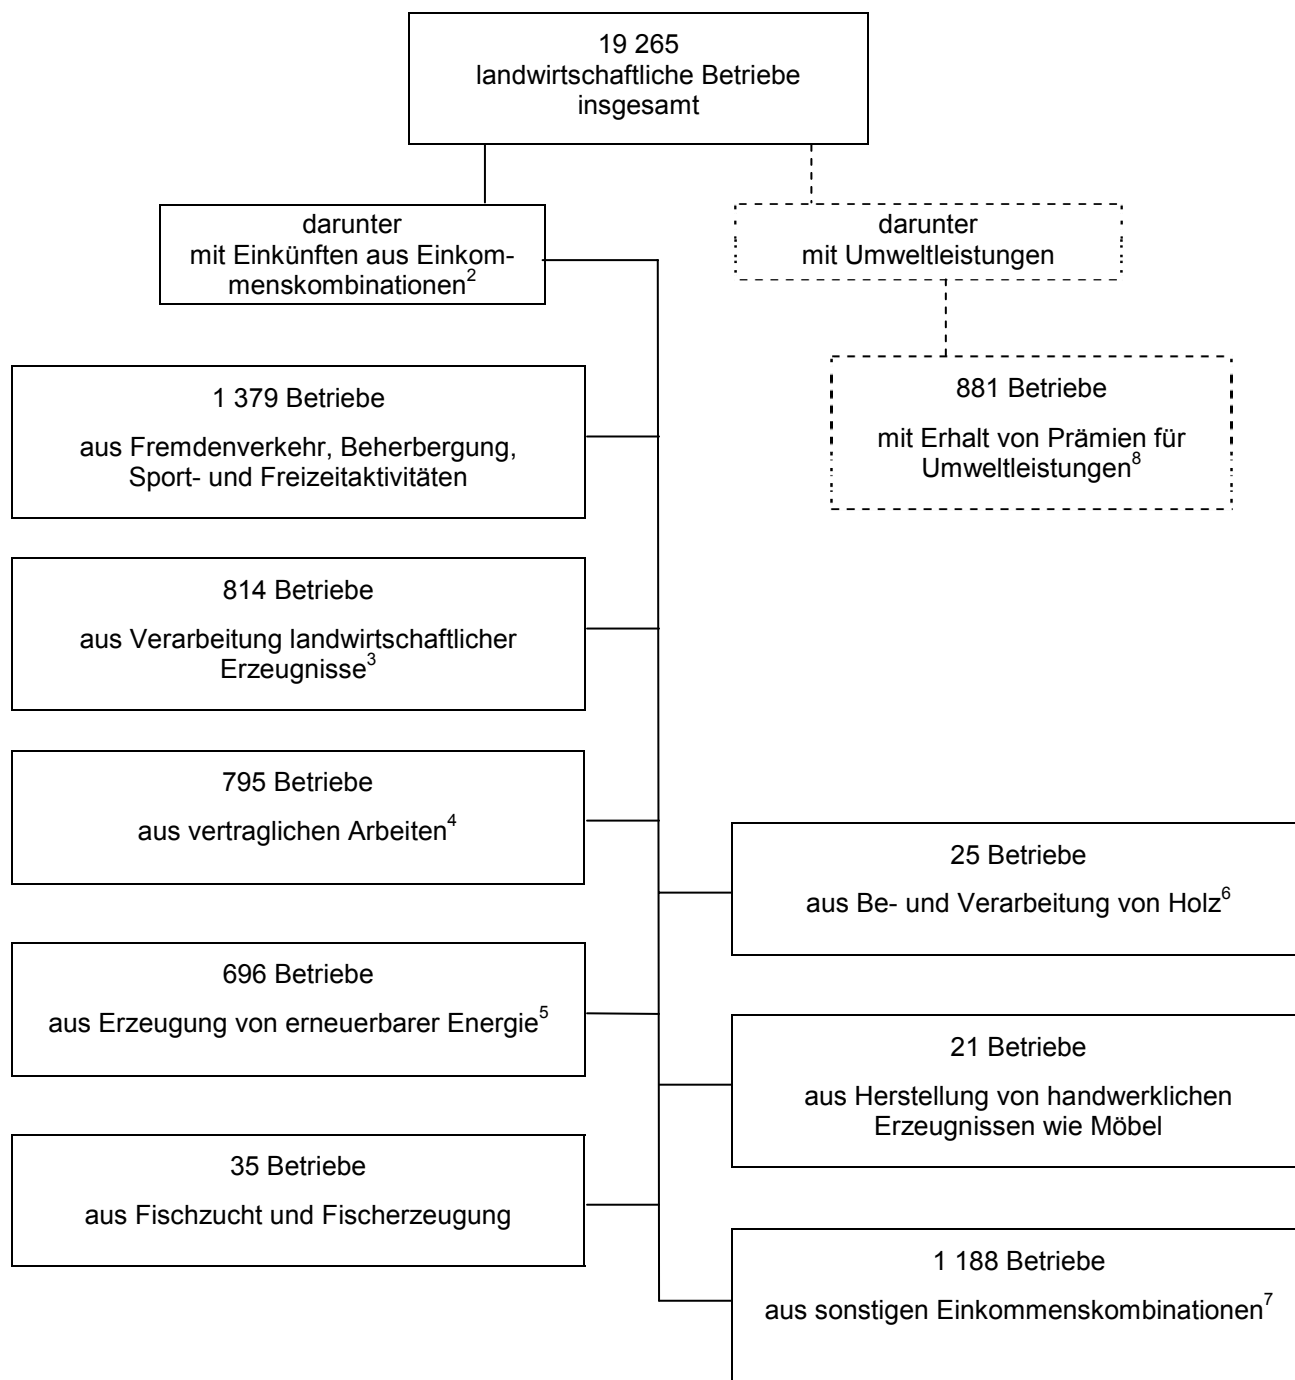 19 265
landwirtschaftliche Betriebe
insgesamt
darunter
mit Einkünften aus Einkom-
menskombinationen²
darunter
mit Umweltleistungen
1 379 Betriebe
aus Fremdenverkehr, Beherbergung,
Sport- und Freizeitaktivitäten
881 Betriebe
mit Erhalt von Prämien für
Umweltleistungen⁸
814 Betriebe
aus Verarbeitung landwirtschaftlicher
Erzeugnisse³
795 Betriebe
aus vertraglichen Arbeiten⁴
696 Betriebe
aus Erzeugung von erneuerbarer Energie⁵
35 Betriebe
aus Fischzucht und Fischerzeugung
25 Betriebe
aus Be- und Verarbeitung von Holz⁶
21 Betriebe
aus Herstellung von handwerklichen
Erzeugnissen wie Möbel
1 188 Betriebe
aus sonstigen Einkommenskombinationen⁷